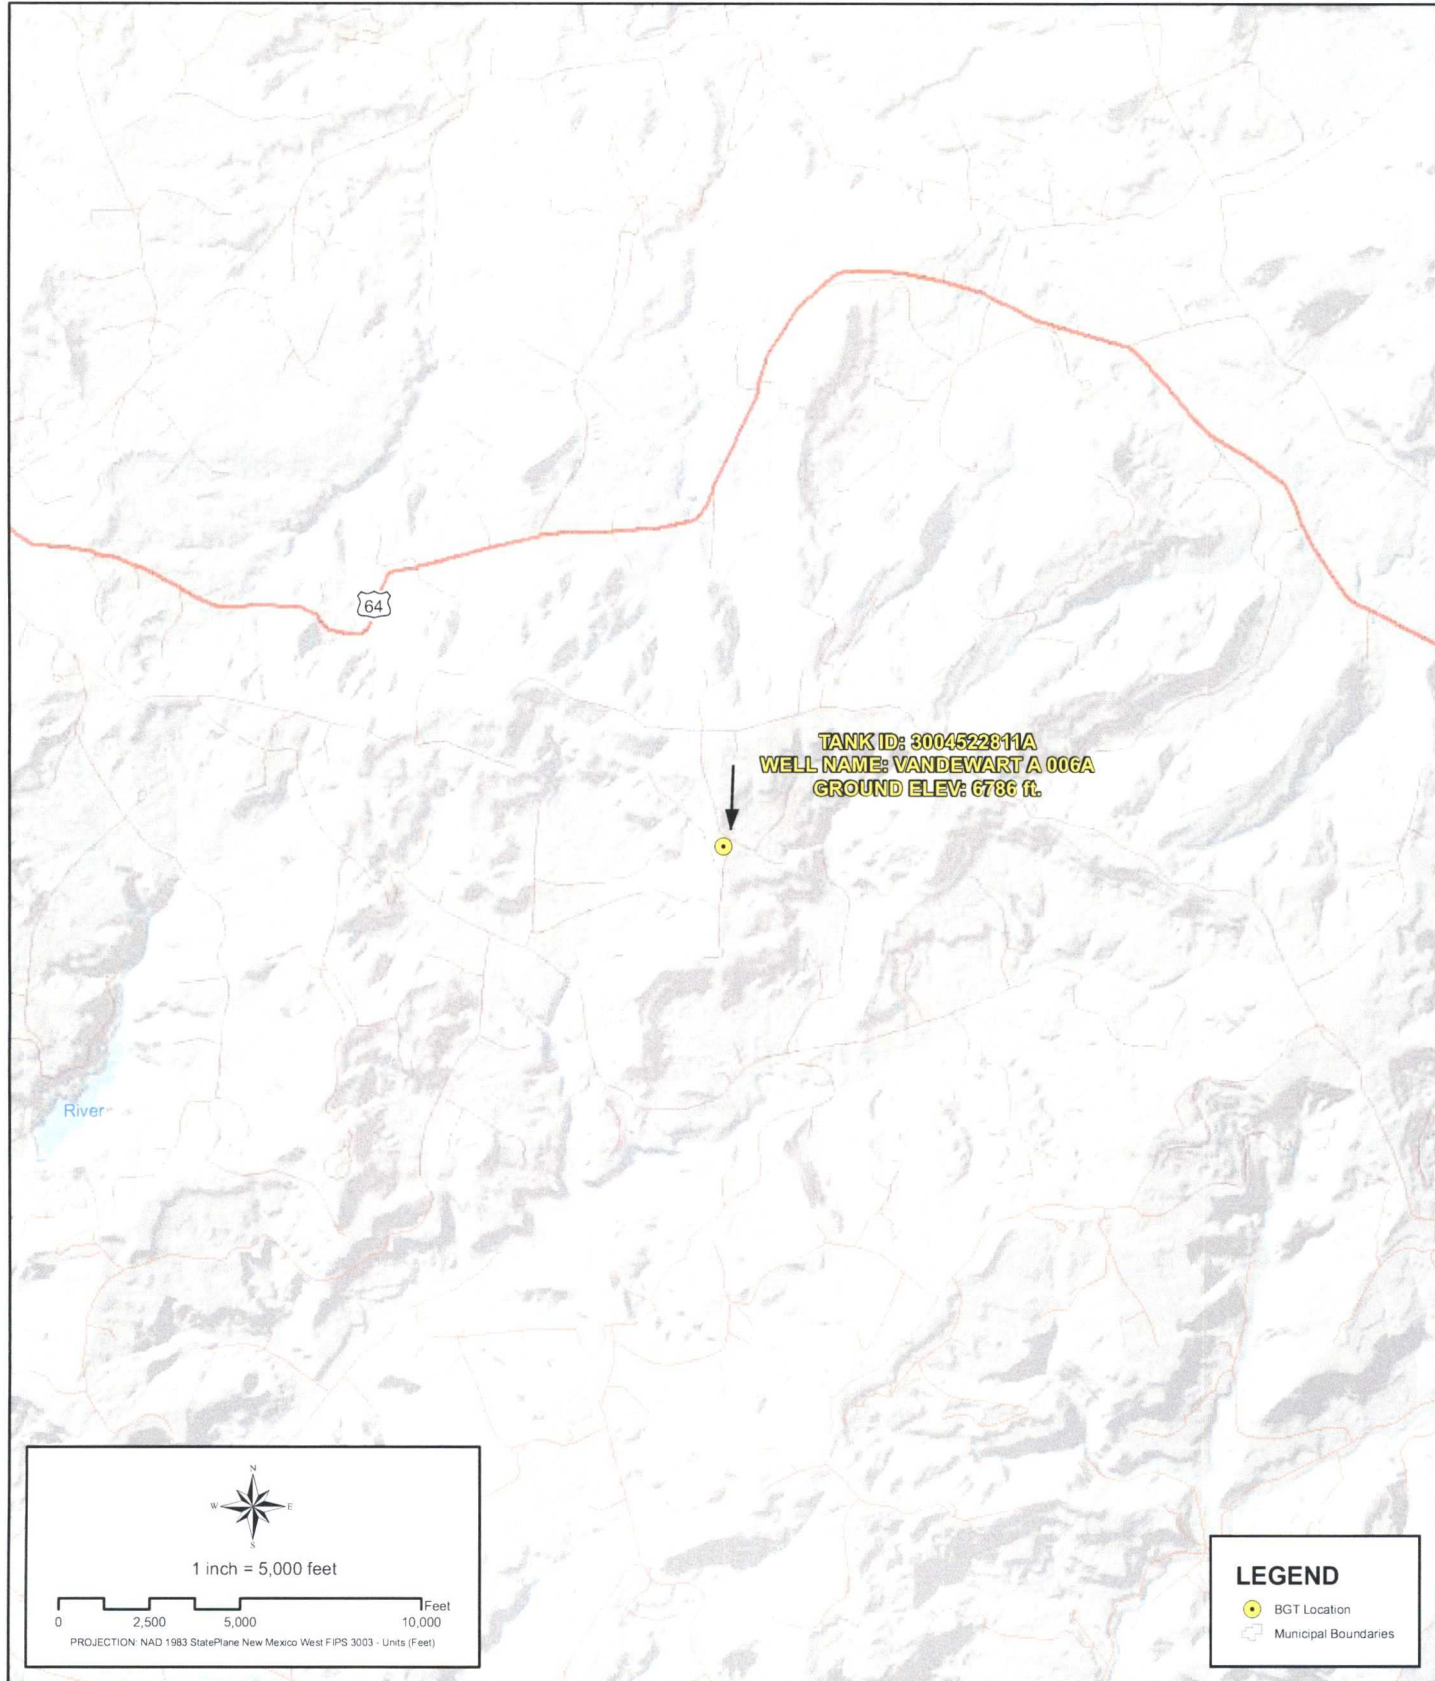 64
TANK ID: 3004522811A
WELL NAME: VANDEWART A 006A
GROUND ELEV: 6786 ft.
River
N
W E
S
1 inch = 5,000 feet
Feet
0 2,500 5,000 10,000
PROJECTION: NAD 1983 StatePlane New Mexico West FIPS 3003 - Units (Feet)
LEGEND
BGT Location
Municipal Boundaries